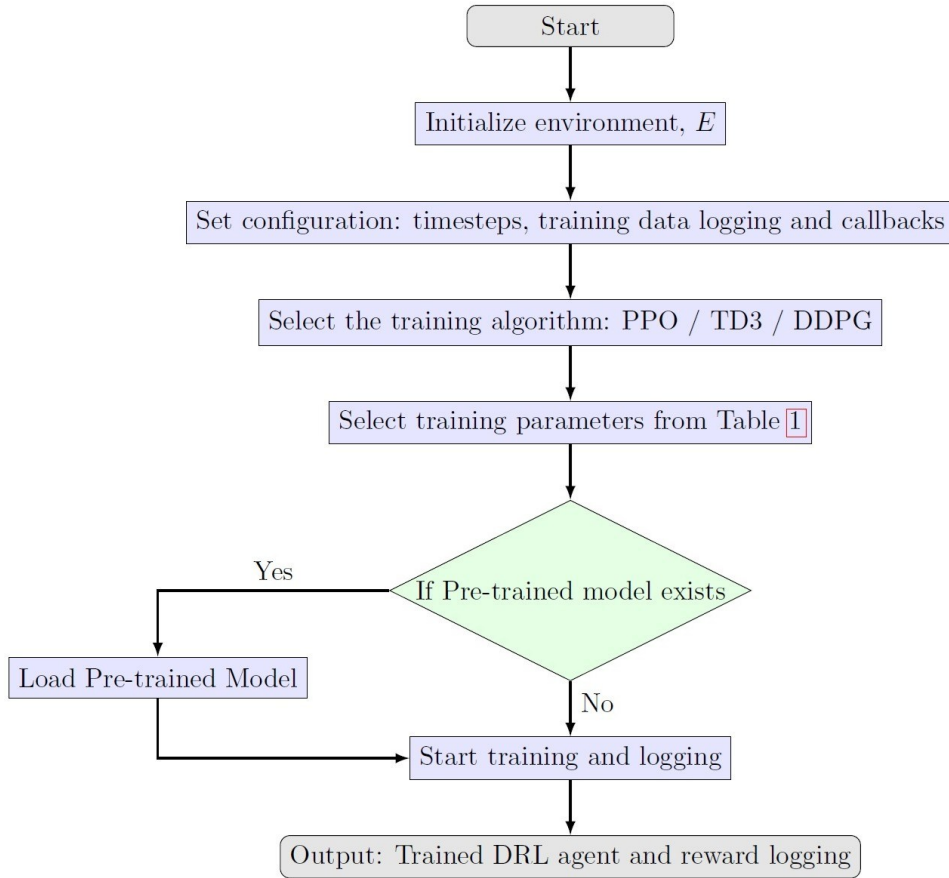 Start
Initialize environment, E
Set configuration: timesteps, training data logging and callbacks
Select the training algorithm: PPO / TD3 / DDPG
Select training parameters from Table 1
If Pre-trained model exists
Yes
Load Pre-trained Model
No
Start training and logging
Output: Trained DRL agent and reward logging